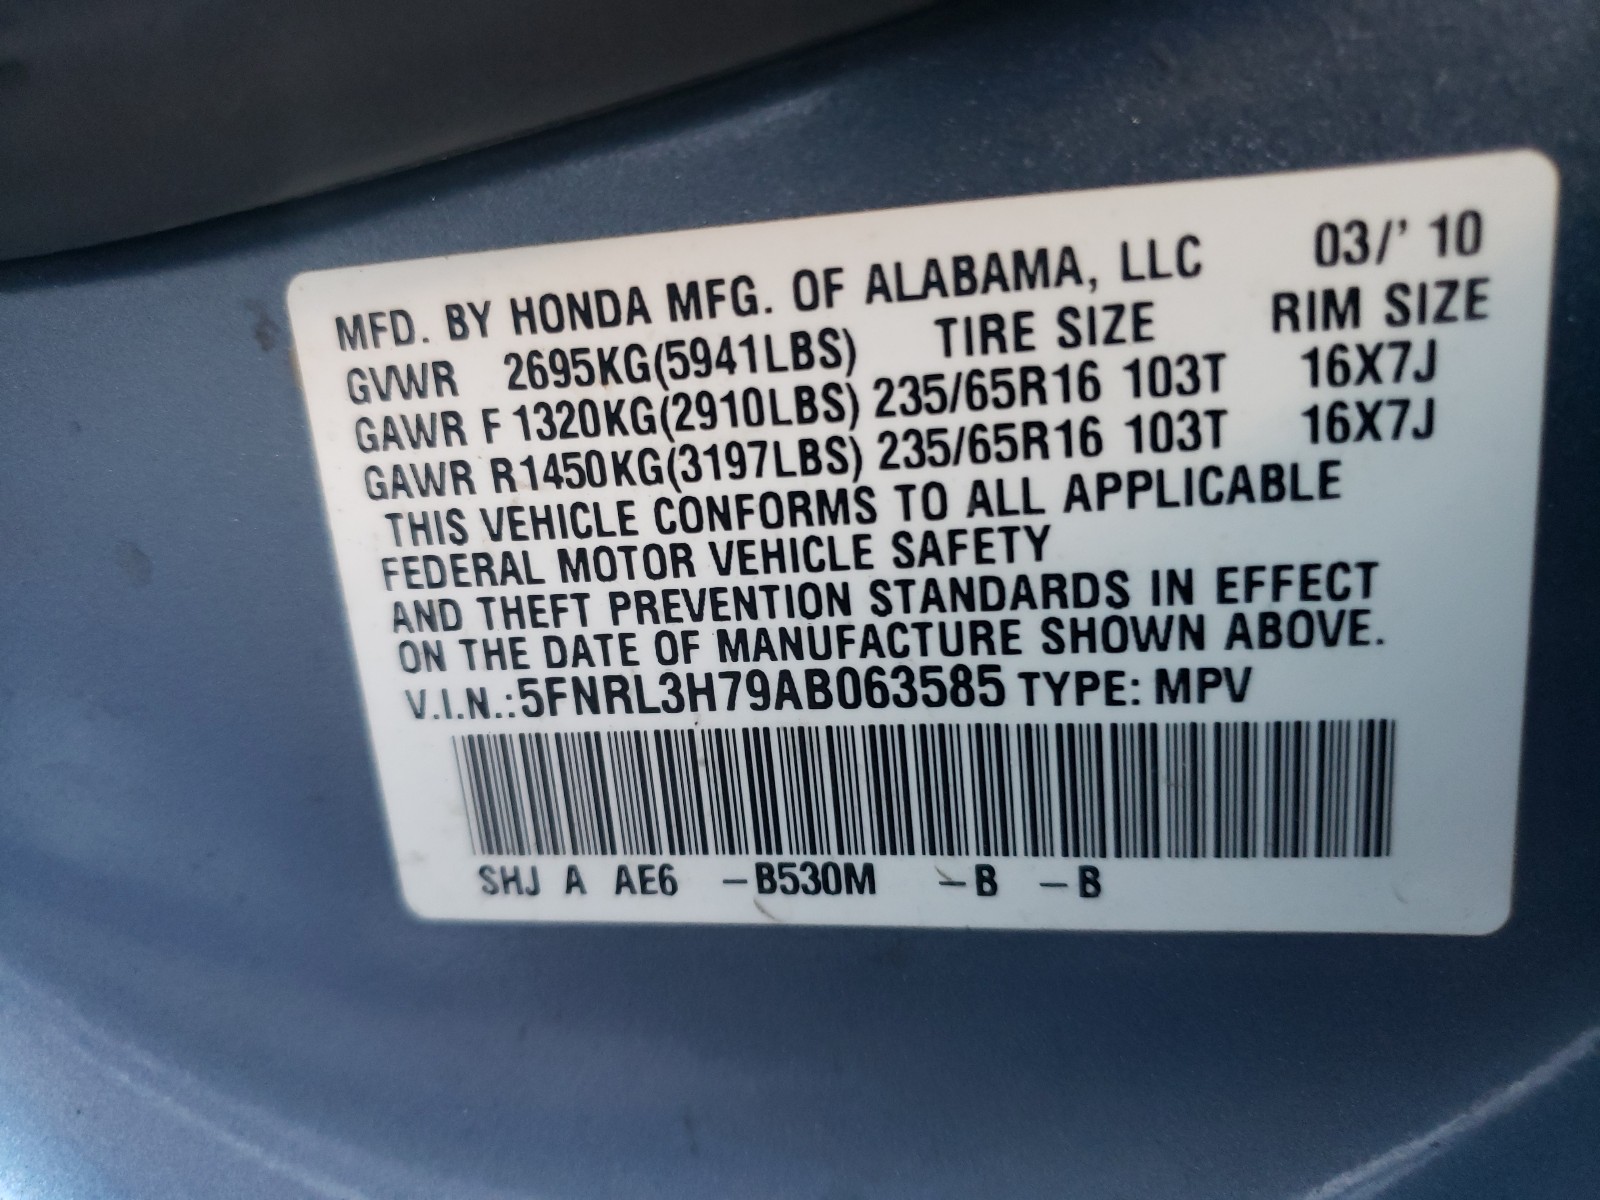 MFD. BY HONDA MFG. OF ALABAMA, LLC 03/' 10
GVWR 2695KG(5941LBS) TIRE SIZE RIM SIZE
GAWR F 1320KG(2910LBS) 235/65R16 103T 16X7J
GAWR R1450KG(3197LBS) 235/65R16 103T 16X7J
THIS VEHICLE CONFORMS TO ALL APPLICABLE
FEDERAL MOTOR VEHICLE SAFETY
AND THEFT PREVENTION STANDARDS IN EFFECT
ON THE DATE OF MANUFACTURE SHOWN ABOVE.
V.I.N.:5FNRL3H79AB063585 TYPE: MPV
SHJ A AE6 –B530M –B –B